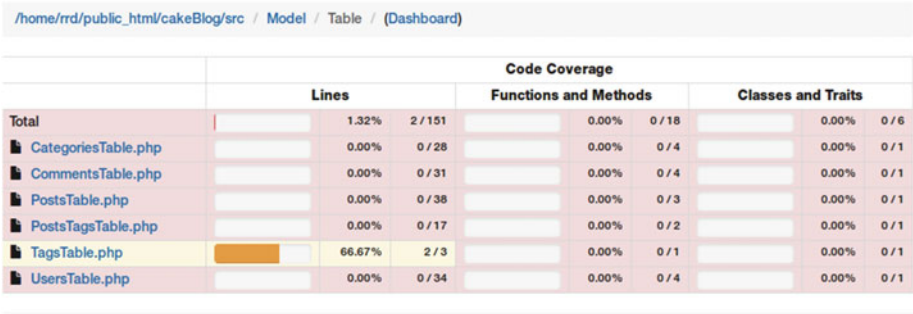 /home/rrd/public_html/cakeBlog/src / Model / Table / (Dashboard)
Code Coverage
Lines Functions and Methods Classes and Traits
Total 1.32% 2 / 151 0.00% 0 / 18 0.00% 0 / 6
CategoriesTable.php 0.00% 0 / 28 0.00% 0 / 4 0.00% 0 / 1
CommentsTable.php 0.00% 0 / 31 0.00% 0 / 4 0.00% 0 / 1
PostsTable.php 0.00% 0 / 38 0.00% 0 / 3 0.00% 0 / 1
PostsTagsTable.php 0.00% 0 / 17 0.00% 0 / 2 0.00% 0 / 1
TagsTable.php 66.67% 2 / 3 0.00% 0 / 1 0.00% 0 / 1
UsersTable.php 0.00% 0 / 34 0.00% 0 / 4 0.00% 0 / 1